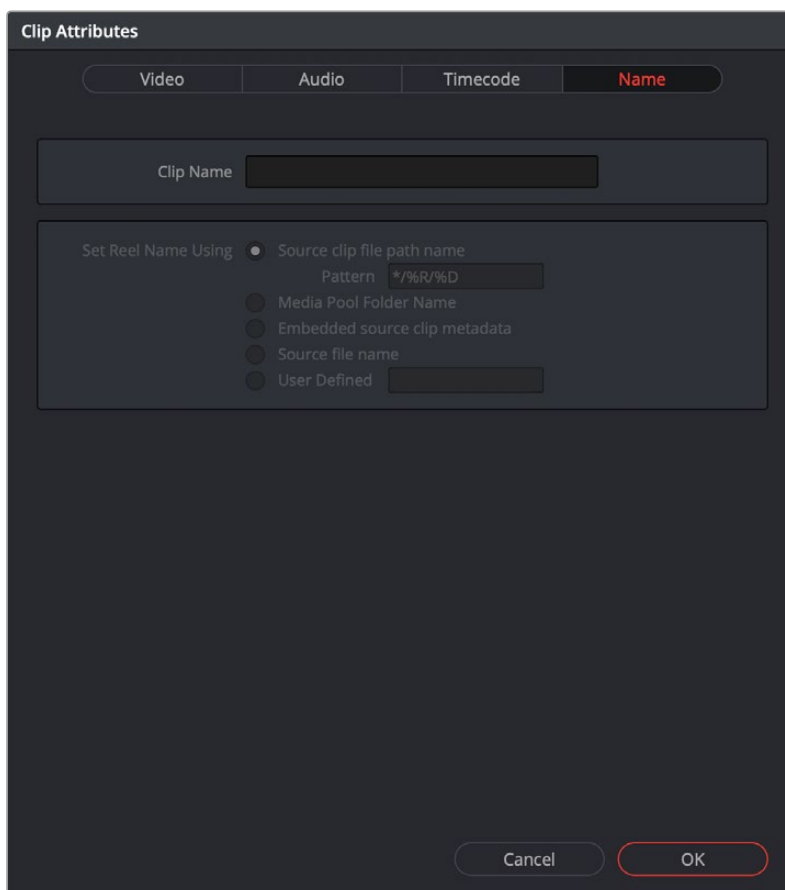 Clip Attributes
Video Audio Timecode Name
Clip Name
Set Reel Name Using Source clip file path name
Pattern */%R/%D
Media Pool Folder Name
Embedded source clip metadata
Source file name
User Defined
Cancel OK